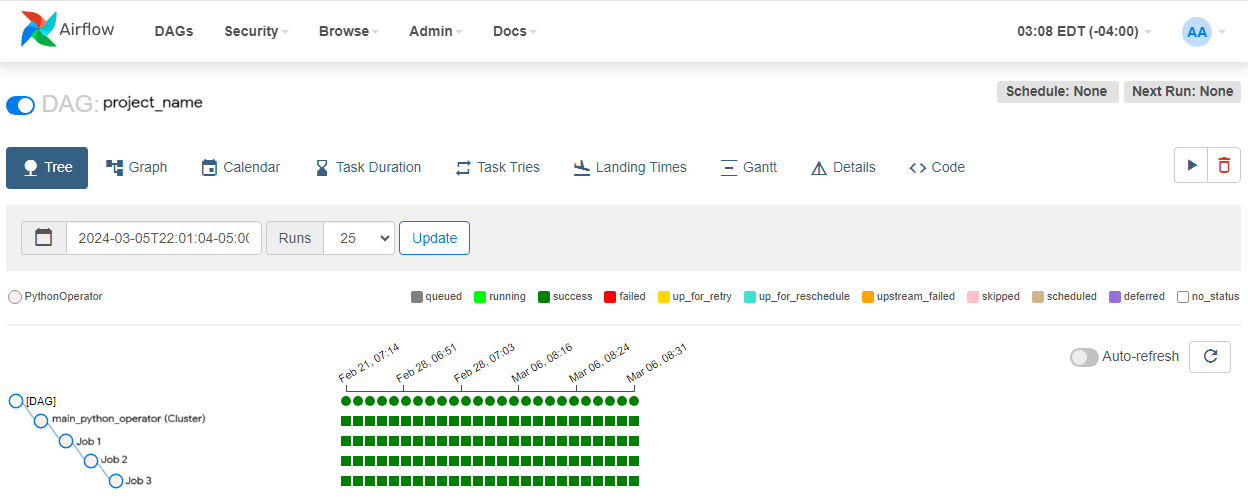 Airflow DAGs Security Browse Admin Docs 03:08 EDT (-04:00) AA
Schedule: None Next Run: None
DAG: project_name
Tree Graph Calendar Task Duration Task Tries Landing Times Gantt Details Code
2024-03-05T22:01:04-05:00 Runs 25 Update
PythonOperator queued running success failed up_for_retry up_for_reschedule upstream_failed skipped scheduled deferred no_status
Feb 21, 07:14 Feb 28, 06:51 Feb 28, 07:03 Mar 06, 08:16 Mar 06, 08:24 Mar 06, 08:31
Auto-refresh
[DAG]
main_python_operator (Cluster)
Job 1
Job 2
Job 3